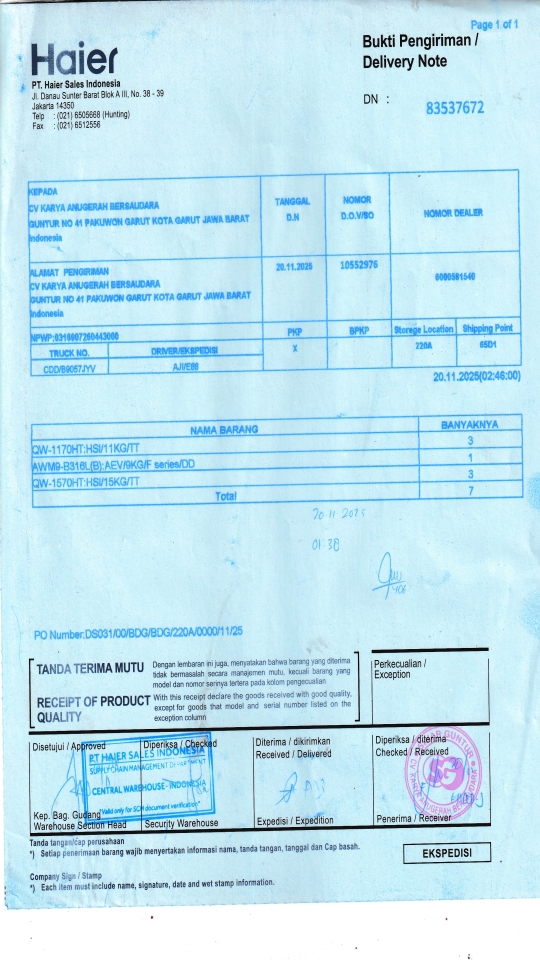 Page 1 of 1
Haier
Bukti Pengiriman /
Delivery Note
PT. Haier Sales Indonesia
Jl. Danau Sunter Barat Blok A III, No. 38 - 39
Jakarta 14350
Telp : (021) 6505668 (Hunting)
Fax : (021) 6512556
DN : 83537672
KEPADA
CV KARYA ANUGERAH BERSAUDARA
GUNTUR NO 41 PAKUWON GARUT KOTA GARUT JAWA BARAT
Indonesia
TANGGAL D.N
NOMOR D.O.V/SO
NOMOR DEALER
ALAMAT PENGIRIMAN
CV KARYA ANUGERAH BERSAUDARA
GUNTUR NO 41 PAKUWON GARUT KOTA GARUT JAWA BARAT
Indonesia
20.11.2025
10552976
NPWP:
PKP
BPKP
Storege Location
Shipping Point
TRUCK NO.
DRIVER/EKSPEDISI
X
220A
65D1
CDD/B9057JYV
20.11.2025(02:46:00)
NAMA BARANG
BANYAKNYA
QW-1170HT:HSI/11KG/TT 3
AWM9-B316L(B):AEV/9KG/F series/DD 1
QW-1570HT:HSI/15KG/TT 3
Total 7
20 11 2025
01:38
PO Number:DS031/00/BDG/BDG/220A/0000/11/25
TANDA TERIMA MUTU
Dengan lembaran ini juga, menyatakan bahwa barang yang diterima
tidak bermasalah secara manajemen mutu, kecuali barang yang
model dan nomor serinya tertera pada kolom pengecualian
RECEIPT OF PRODUCT
QUALITY
With this receipt declare the goods received with good quality,
except for goods that model and serial number listed on the
exception column
Perkecualian /
Exception
Disetujui / Approved
Diperiksa / Checked
Diterima / dikirimkan
Received / Delivered
Diperiksa / diterima
Checked / Received
PT HAIER SALES INDONESIA
SUPPLY CHAIN MANAGEMENT DEPARTMENT
CENTRAL WAREHOUSE- INDONESIA
*Valid only for SCM document verification*
Kep. Bag. Gudang
Warehouse Section Head
Security Warehouse
Expedisi / Expedition
Penerima / Receiver
Tanda tangan/cap perusahaan
*) Setiap penerimaan barang wajib menyertakan informasi nama, tanda tangan, tanggal dan Cap basah.
EKSPEDISI
Company Sign / Stamp
*) Each item must include name, signature, date and wet stamp information.